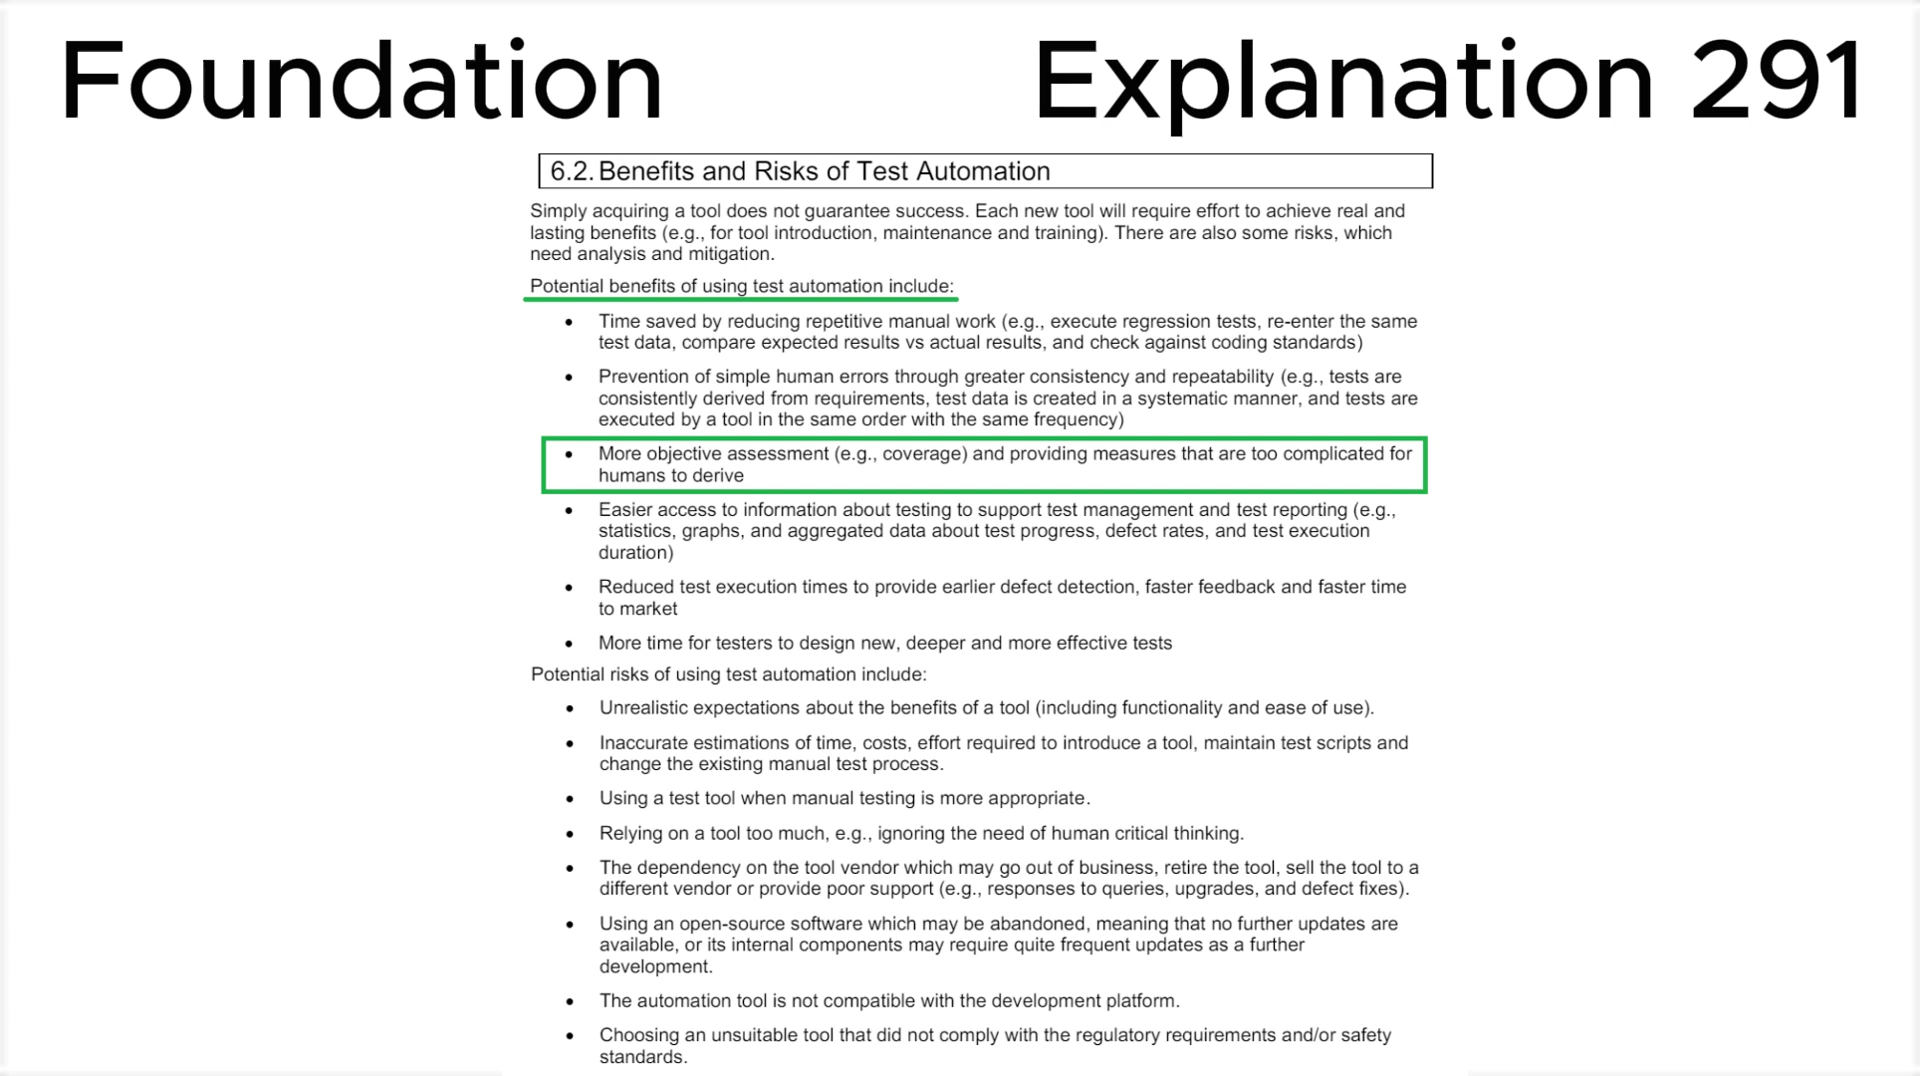 Foundation
Explanation 291
6.2. Benefits and Risks of Test Automation
Simply acquiring a tool does not guarantee success. Each new tool will require effort to achieve real and
lasting benefits (e.g., for tool introduction, maintenance and training). There are also some risks, which
need analysis and mitigation.
Potential benefits of using test automation include:
• Time saved by reducing repetitive manual work (e.g., execute regression tests, re-enter the same
test data, compare expected results vs actual results, and check against coding standards)
• Prevention of simple human errors through greater consistency and repeatability (e.g., tests are
consistently derived from requirements, test data is created in a systematic manner, and tests are
executed by a tool in the same order with the same frequency)
• More objective assessment (e.g., coverage) and providing measures that are too complicated for
humans to derive
• Easier access to information about testing to support test management and test reporting (e.g.,
statistics, graphs, and aggregated data about test progress, defect rates, and test execution
duration)
• Reduced test execution times to provide earlier defect detection, faster feedback and faster time
to market
• More time for testers to design new, deeper and more effective tests
Potential risks of using test automation include:
• Unrealistic expectations about the benefits of a tool (including functionality and ease of use).
• Inaccurate estimations of time, costs, effort required to introduce a tool, maintain test scripts and
change the existing manual test process.
• Using a test tool when manual testing is more appropriate.
• Relying on a tool too much, e.g., ignoring the need of human critical thinking.
• The dependency on the tool vendor which may go out of business, retire the tool, sell the tool to a
different vendor or provide poor support (e.g., responses to queries, upgrades, and defect fixes).
• Using an open-source software which may be abandoned, meaning that no further updates are
available, or its internal components may require quite frequent updates as a further
development.
• The automation tool is not compatible with the development platform.
• Choosing an unsuitable tool that did not comply with the regulatory requirements and/or safety
standards.